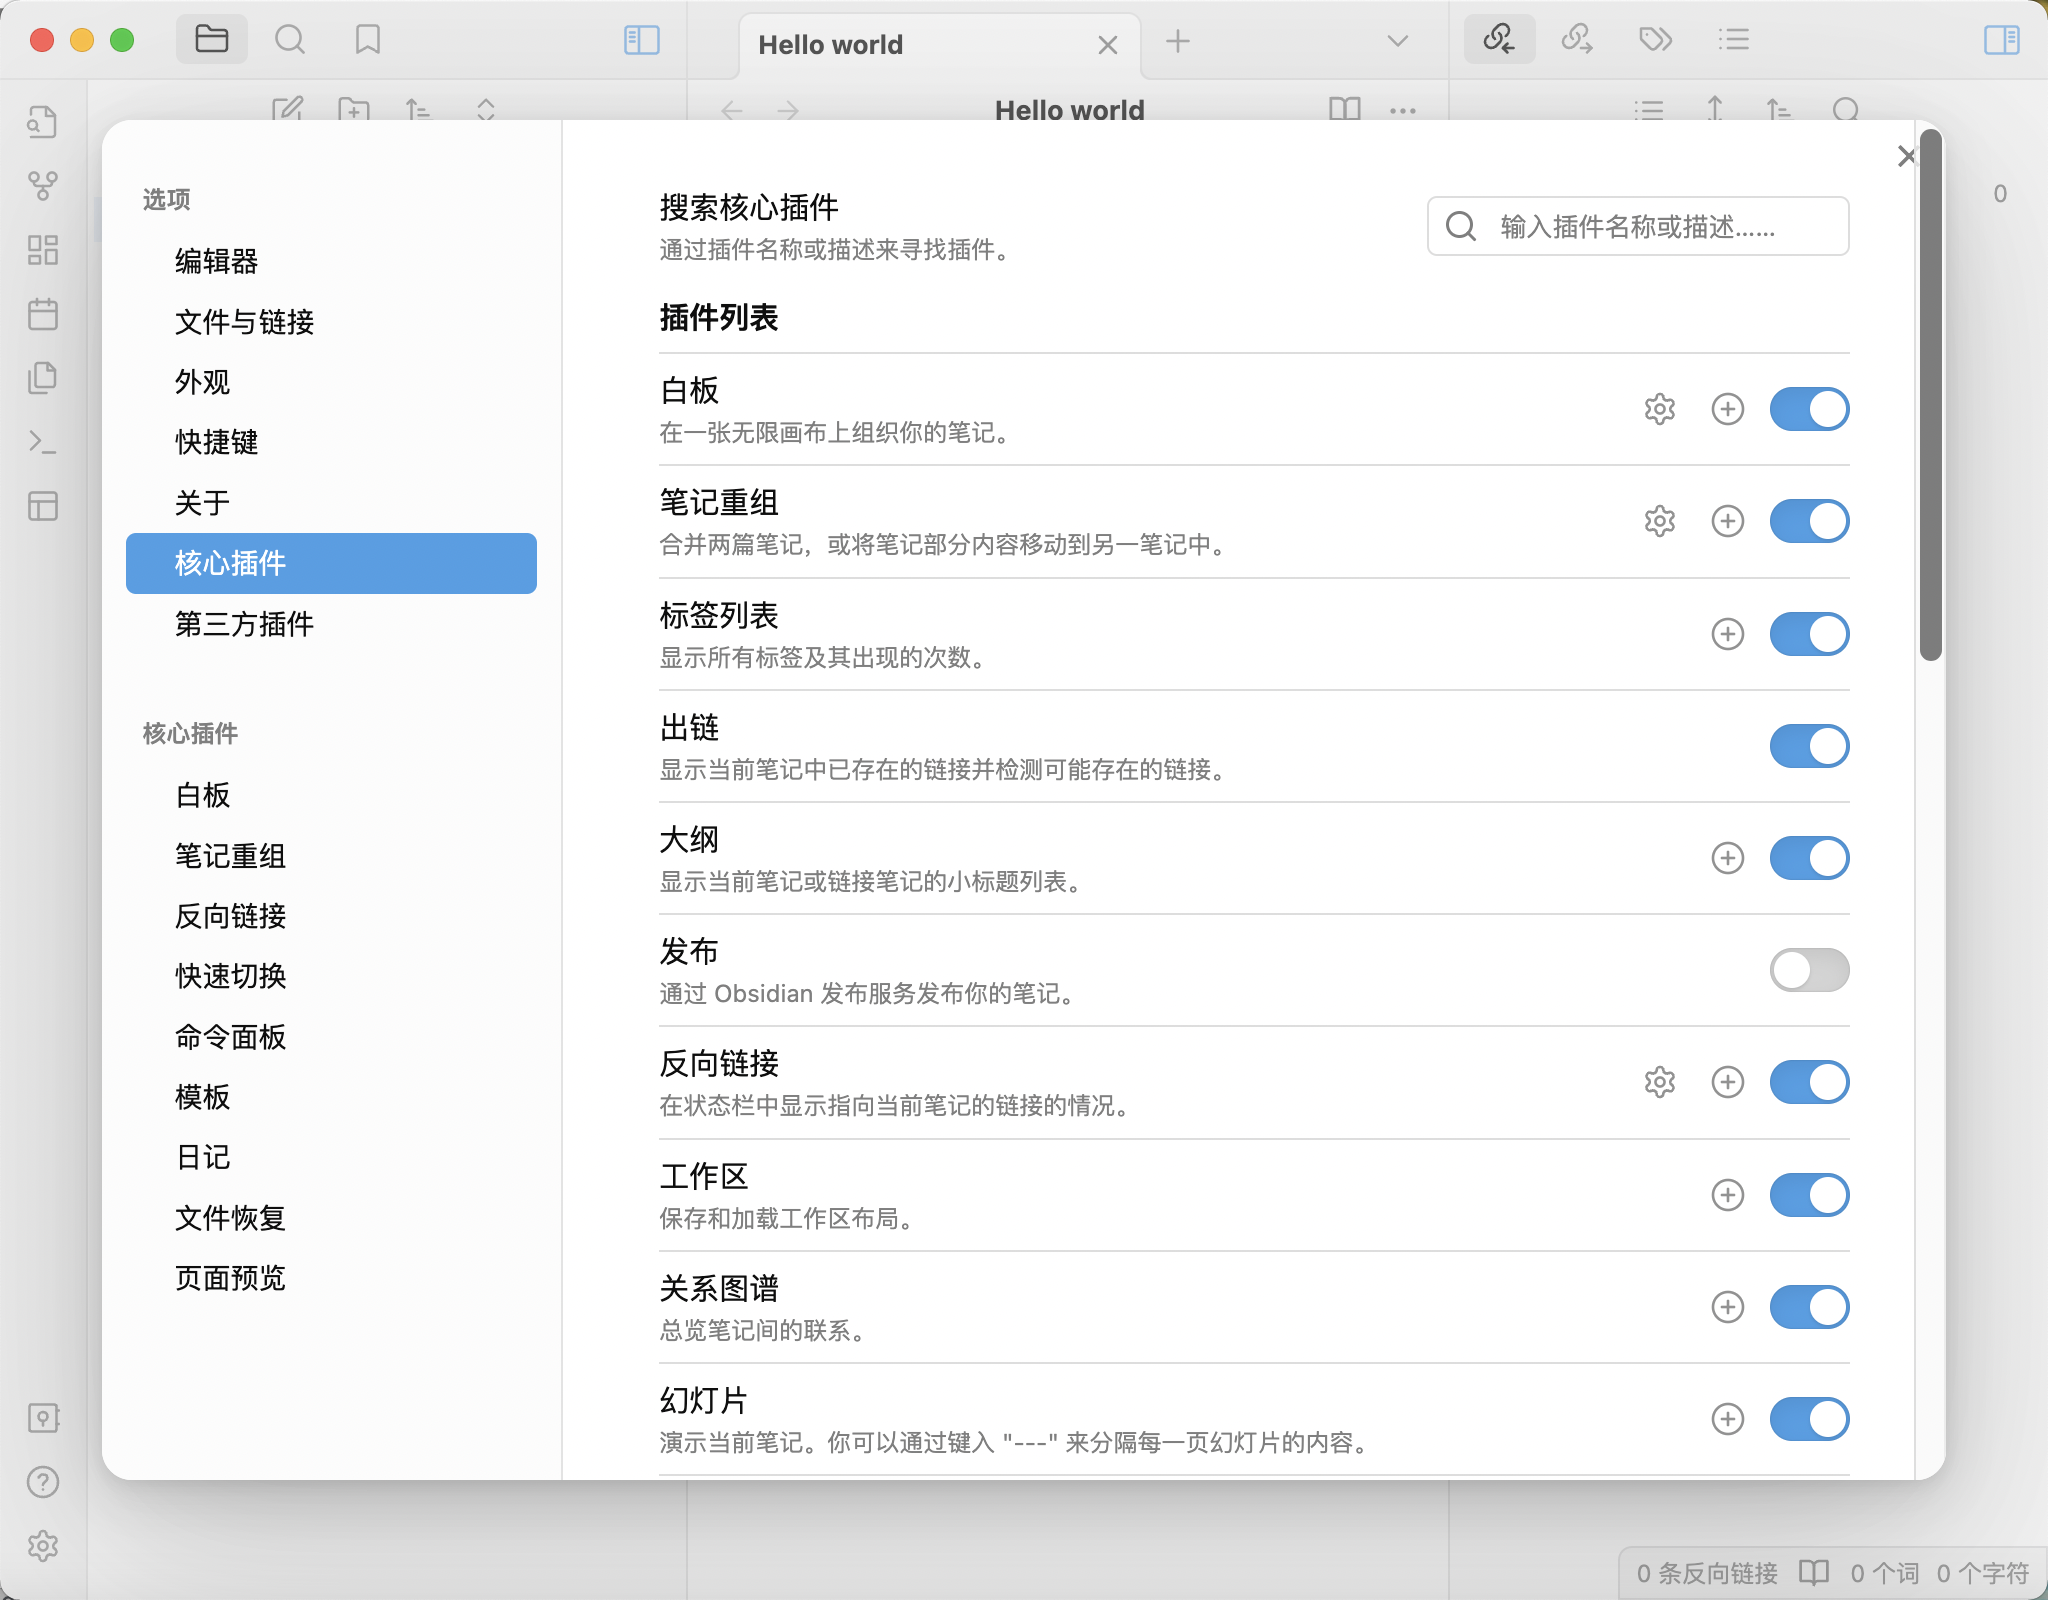 Hello world
Hello world
0
选项
编辑器
文件与链接
外观
快捷键
关于
核心插件
第三方插件
核心插件
白板
笔记重组
反向链接
快速切换
命令面板
模板
日记
文件恢复
页面预览
搜索核心插件
通过插件名称或描述来寻找插件。
输入插件名称或描述......
插件列表
白板
在一张无限画布上组织你的笔记。
笔记重组
合并两篇笔记，或将笔记部分内容移动到另一笔记中。
标签列表
显示所有标签及其出现的次数。
出链
显示当前笔记中已存在的链接并检测可能存在的链接。
大纲
显示当前笔记或链接笔记的小标题列表。
发布
通过 Obsidian 发布服务发布你的笔记。
反向链接
在状态栏中显示指向当前笔记的链接的情况。
工作区
保存和加载工作区布局。
关系图谱
总览笔记间的联系。
幻灯片
演示当前笔记。你可以通过键入 "---" 来分隔每一页幻灯片的内容。
0 条反向链接 0 个词 0 个字符